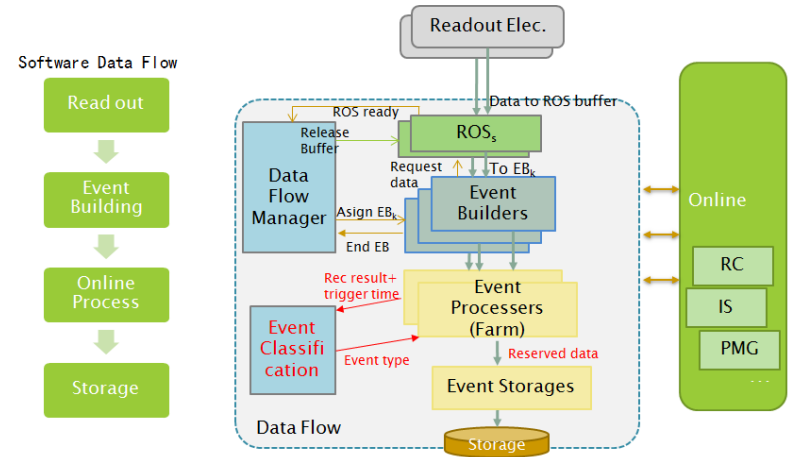 Software Data Flow
Read out
Event
Building
Online
Process
Storage
Readout Elec.
Data to ROS buffer
ROS ready
ROSs
Release
Buffer
Request
data
To EBk
Data
Flow
Manager
Event
Builders
Asign EBk
End EB
Rec result+
trigger time
Event
Processers
(Farm)
Event
Classifi
cation
Event type
Reserved data
Event Storages
Data Flow
Storage
Online
RC
IS
PMG
...